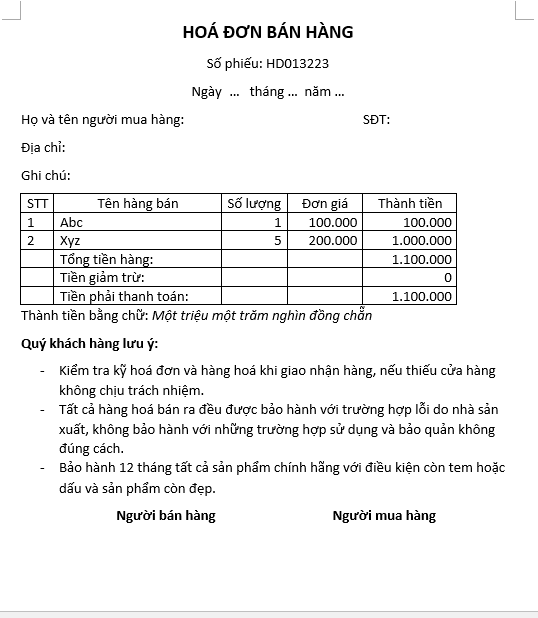 HOÁ ĐƠN BÁN HÀNG
Số phiếu: HD013223
Ngày ... tháng ... năm ...
Họ và tên người mua hàng: SĐT:
Địa chỉ:
Ghi chú:
STT Tên hàng bán Số lượng Đơn giá Thành tiền
1 Abc 1 100.000 100.000
2 Xyz 5 200.000 1.000.000
Tổng tiền hàng: 1.100.000
Tiền giảm trừ: 0
Tiền phải thanh toán: 1.100.000
Thành tiền bằng chữ: Một triệu một trăm nghìn đồng chẵn
Quý khách hàng lưu ý:
- Kiểm tra kỹ hoá đơn và hàng hoá khi giao nhận hàng, nếu thiếu cửa hàng
không chịu trách nhiệm.
- Tất cả hàng hoá bán ra đều được bảo hành với trường hợp lỗi do nhà sản
xuất, không bảo hành với những trường hợp sử dụng và bảo quản không
đúng cách.
- Bảo hành 12 tháng tất cả sản phẩm chính hãng với điều kiện còn tem hoặc
dấu và sản phẩm còn đẹp.
Người bán hàng Người mua hàng